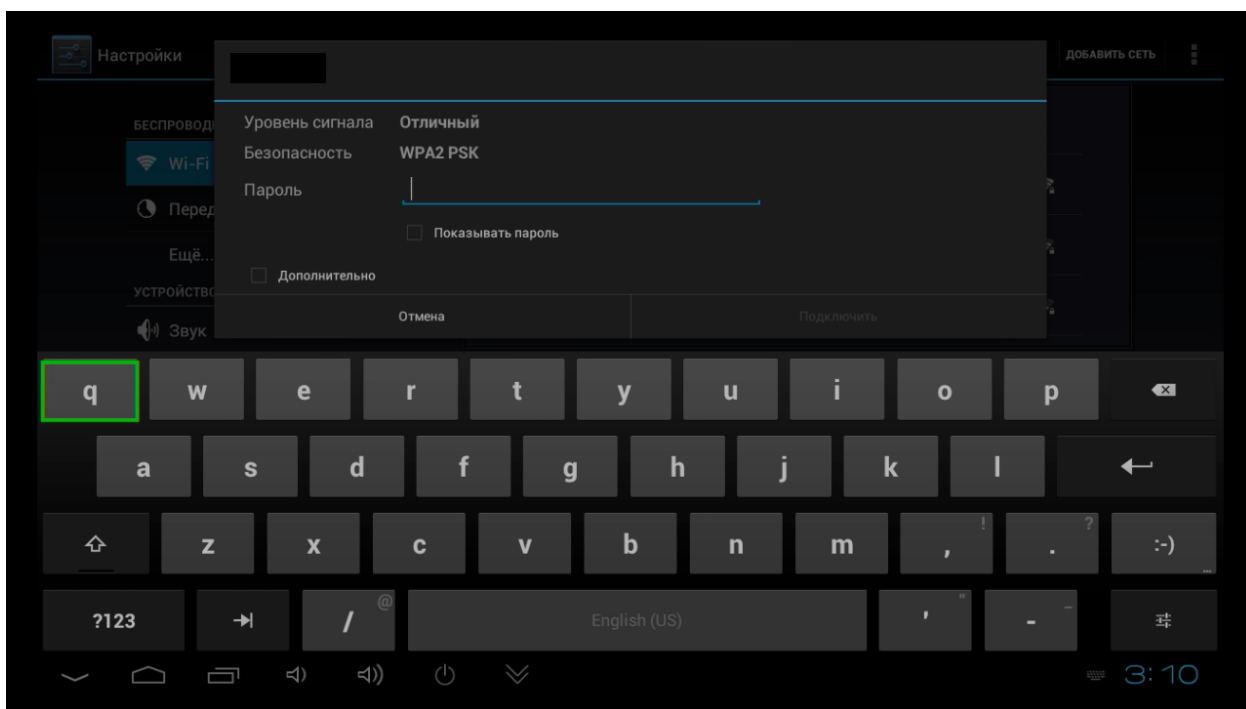 Настройки
ДОБАВИТЬ СЕТЬ
БЕСПРОВОД
Уровень сигнала Отличный
Wi-Fi
Безопасность WPA2 PSK
Пароль
Перед
Показывать пароль
Ещё...
Дополнительно
УСТРОЙСТВО
Отмена Подключить
Звук
q w e r t y u i o p
a s d f g h j k l
z x c v b n m , ! . ? :-) ...
?123 / @ English (US) ' " - _
3:10